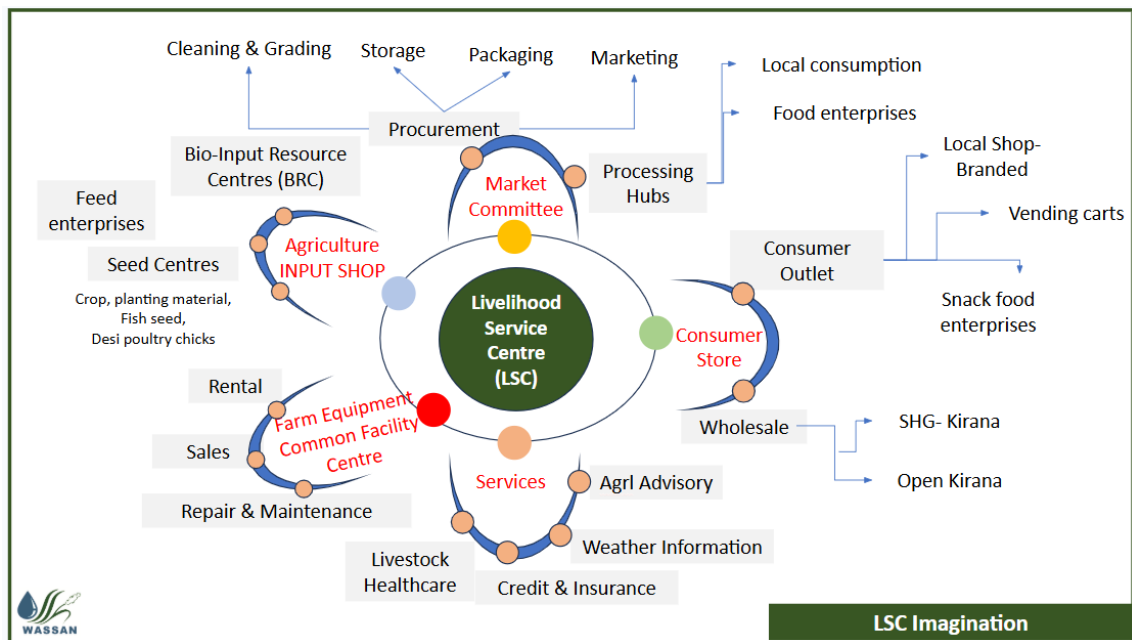 Cleaning & Grading
Storage
Packaging
Marketing
Local consumption
Food enterprises
Procurement
Bio-Input Resource
Centres (BRC)
Market
Committee
Processing
Hubs
Local Shop-
Branded
Vending carts
Feed
enterprises
Agriculture
INPUT SHOP
Seed Centres
Crop, planting material,
Fish seed,
Desi poultry chicks
Consumer
Outlet
Snack food
enterprises
Livelihood
Service
Centre
(LSC)
Consumer
Store
Rental
Farm Equipment
Common Facility
Centre
Sales
Repair & Maintenance
Wholesale
SHG- Kirana
Open Kirana
Services
Agrl Advisory
Weather Information
Livestock
Healthcare
Credit & Insurance
WASSAN
LSC Imagination